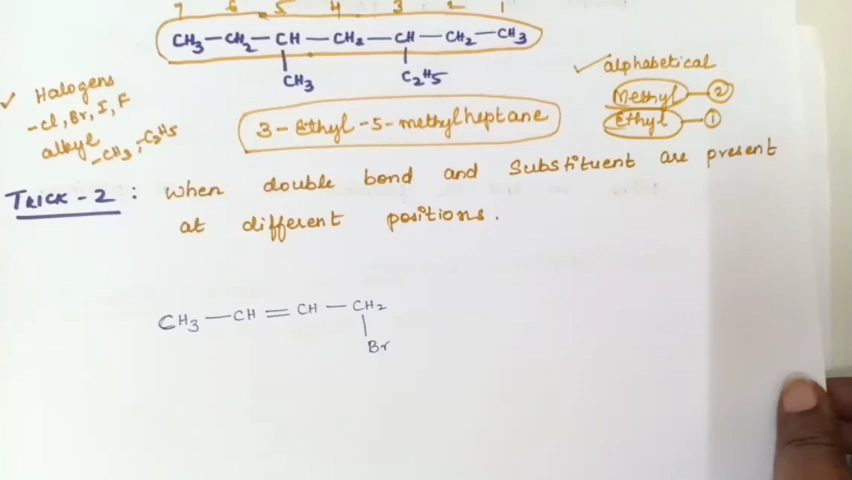 7 6 5 4 3 2 1
CH3 — CH2 — CH — CH2 — CH — CH2 — CH3
CH3 C2H5
✓ Halogens
-Cl, Br, I, F
alkyl
-CH3, -C2H5
3 - Ethyl - 5 - methylheptane
✓ alphabetical
Methyl — 2
Ethyl — 1
TRICK - 2 : When double bond and Substituent are present
at different positions.
CH3 — CH = CH — CH2
Br